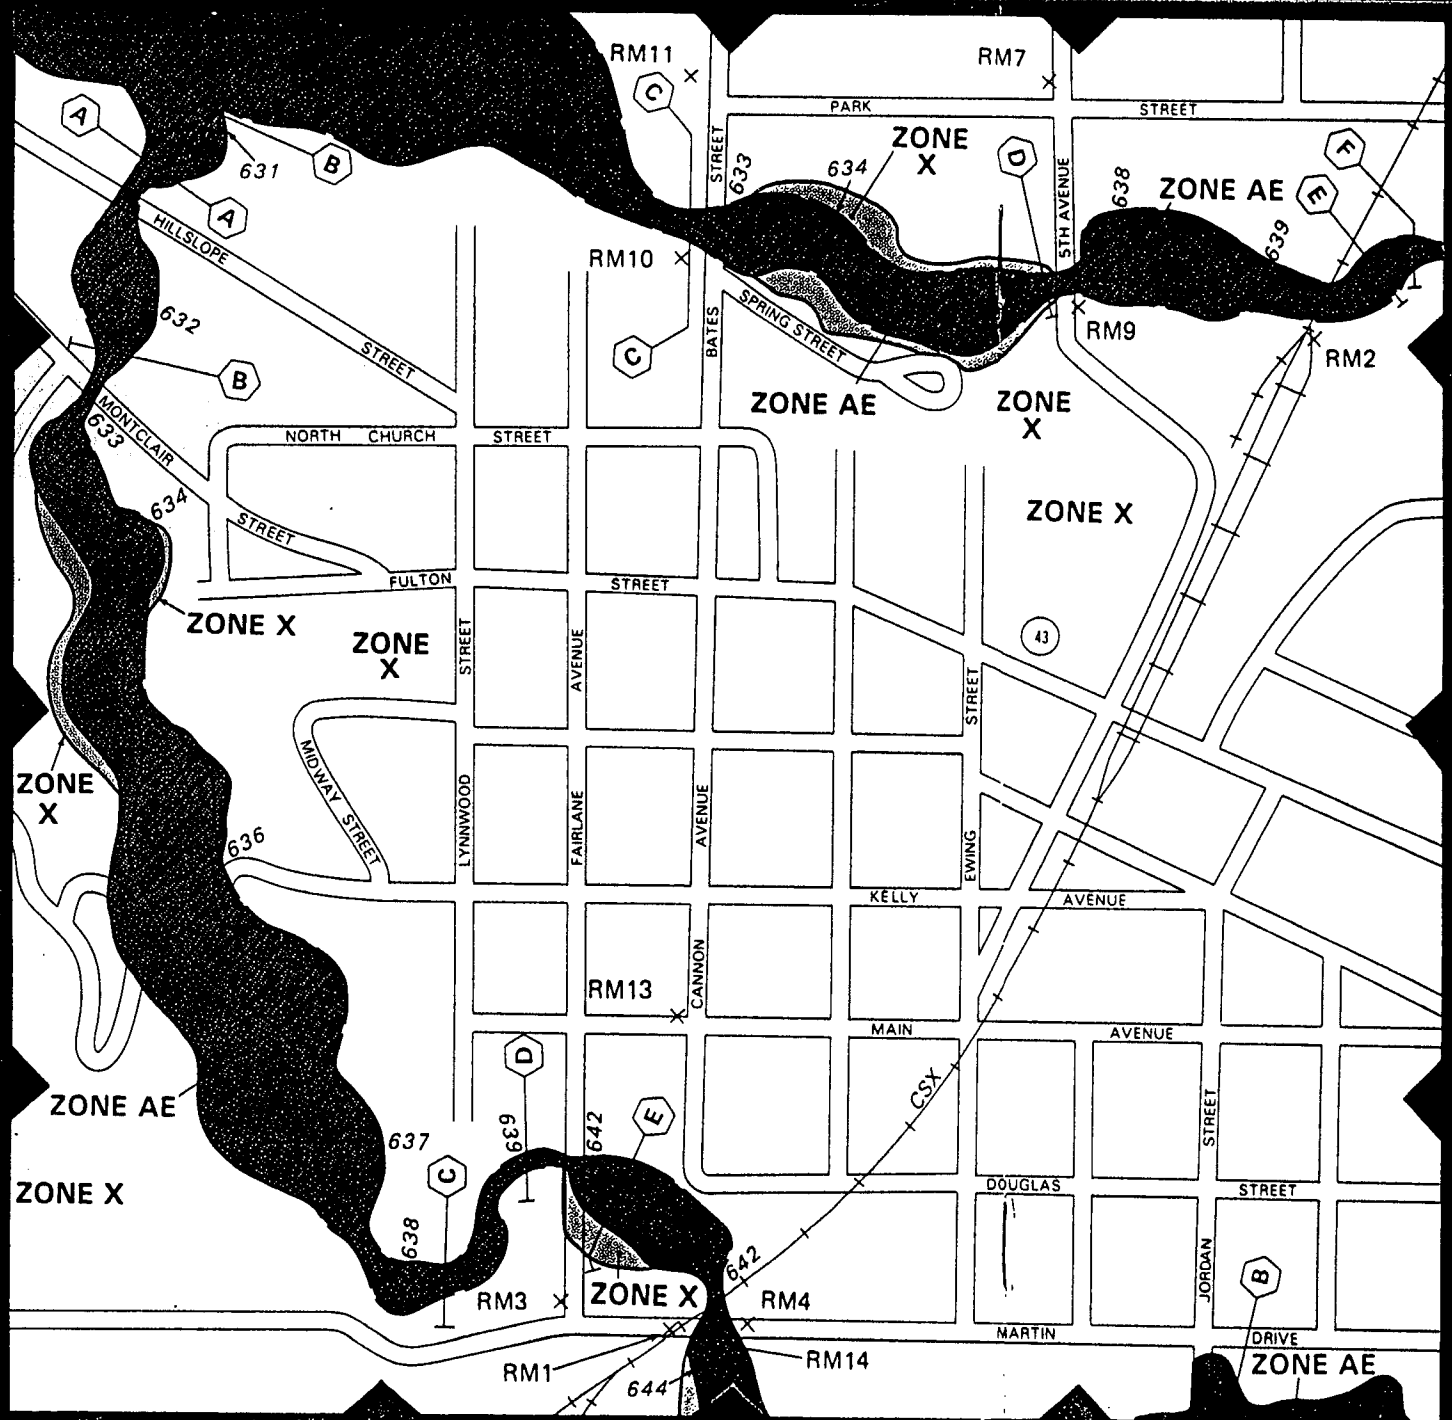 RM11
RM7
C
PARK
STREET
A
STREET
ZONE
X
D
F
631
B
633
634
5TH AVENUE
638
ZONE AE
E
A
HILLSLOPE
RM10
639
632
SPRING STREET
RM9
BATES
STREET
C
RM2
B
ZONE AE
ZONE
X
MONTCLAIR
633
NORTH CHURCH STREET
634
ZONE X
STREET
FULTON
STREET
ZONE X
ZONE
X
STREET
AVENUE
43
STREET
ZONE
X
MIDWAY STREET
LYNNWOOD
FAIRLANE
AVENUE
636
EWING
KELLY
AVENUE
CANNON
RM13
MAIN
AVENUE
D
ZONE AE
CSX
STREET
637
639
642
E
C
ZONE X
DOUGLAS
STREET
638
642
JORDAN
B
RM3
ZONE X
RM4
MARTIN
DRIVE
RM1
RM14
ZONE AE
644